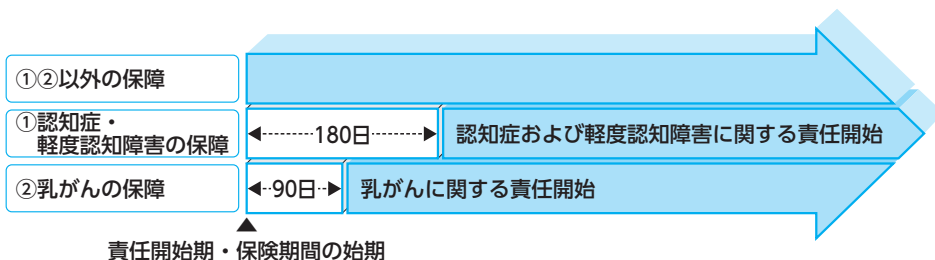 ①②以外の保障
①認知症・
軽度認知障害の保障
180日
認知症および軽度認知障害に関する責任開始
②乳がんの保障
90日
乳がんに関する責任開始
▲
責任開始期・保険期間の始期